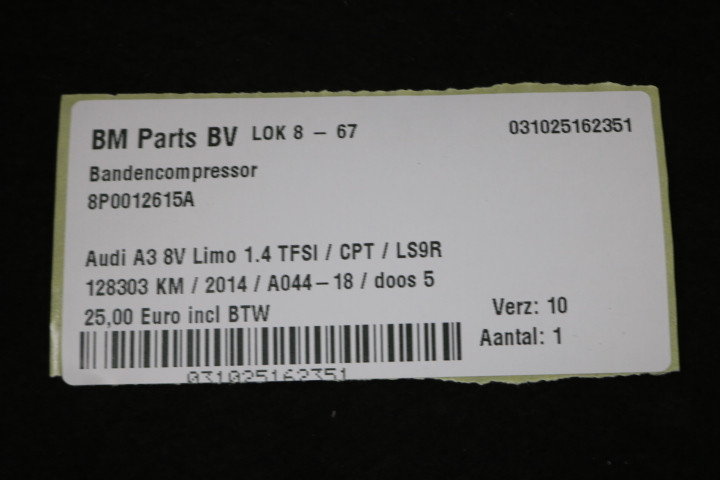 BM Parts BV LOK 8 – 67 031025162351
Bandencompressor
8P0012615A
Audi A3 8V Limo 1.4 TFSI / CPT / LS9R
128303 KM / 2014 / A044-18 / doos 5
25,00 Euro incl BTW Verz: 10
Aantal: 1
031025162351